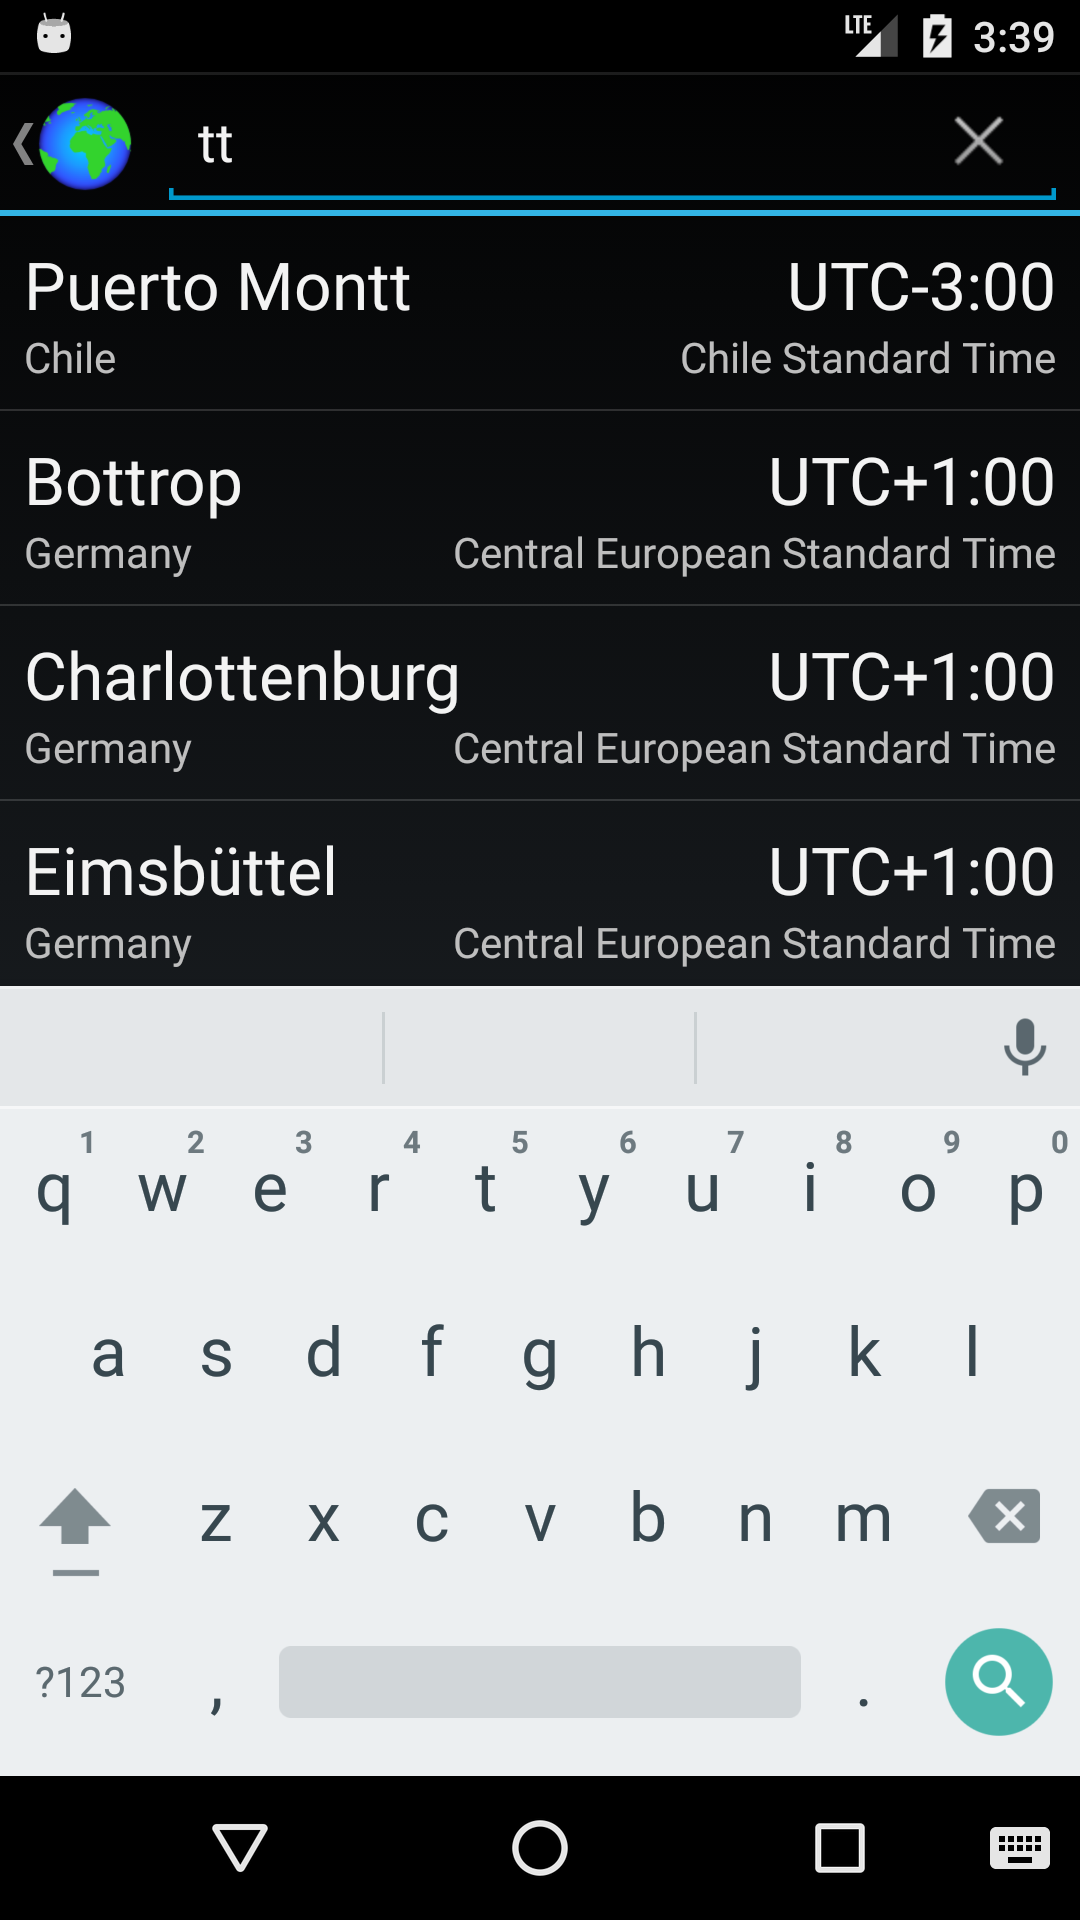 LTE 3:39
tt
Puerto Montt UTC-3:00
Chile Chile Standard Time
Bottrop UTC+1:00
Germany Central European Standard Time
Charlottenburg UTC+1:00
Germany Central European Standard Time
Eimsbüttel UTC+1:00
Germany Central European Standard Time
1 2 3 4 5 6 7 8 9 0
q w e r t y u i o p
a s d f g h j k l
z x c v b n m
?123 , .